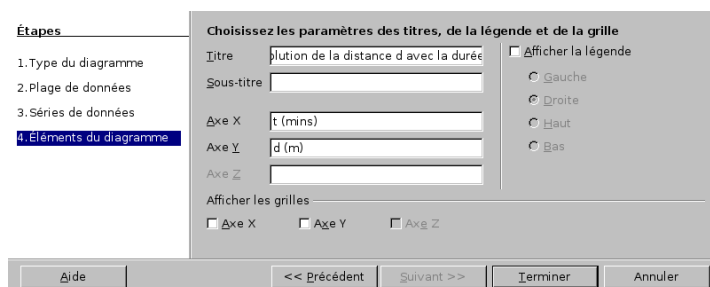 Étapes
1.Type du diagramme
2.Plage de données
3.Séries de données
4.Éléments du diagramme
Choisissez les paramètres des titres, de la légende et de la grille
Titre
olution de la distance d avec la durée
Sous-titre
Axe X
t (mins)
Axe Y
d (m)
Axe Z
Afficher la légende
Gauche
Droite
Haut
Bas
Afficher les grilles
Axe X Axe Y Axe Z
Aide << Précédent Suivant >> Terminer Annuler